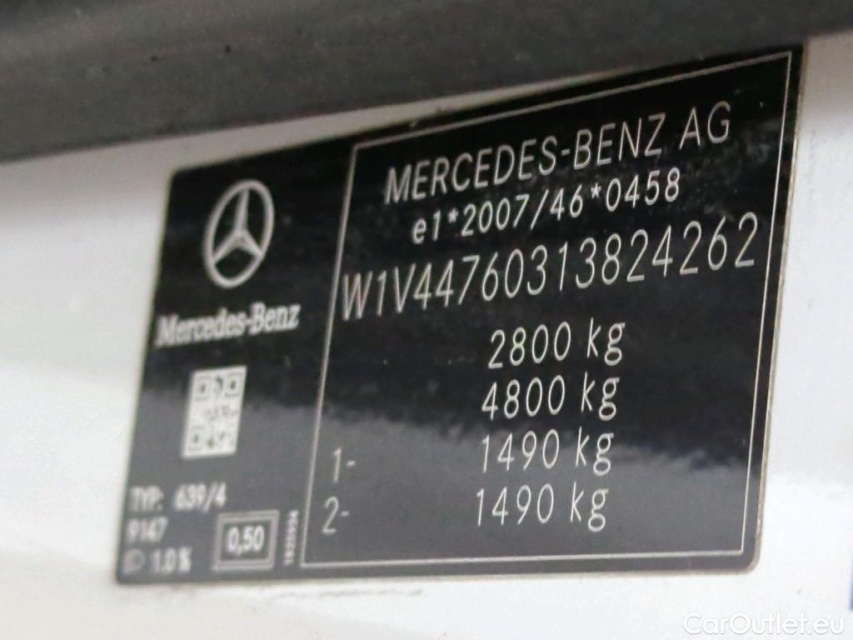 Mercedes-Benz
TYP: 639/4
9147
1.0%
0,50
MERCEDES-BENZ AG
e1*2007/46*0458
W1V44760313824262
2800 kg
4800 kg
1- 1490 kg
2- 1490 kg
CarOutlet.eu